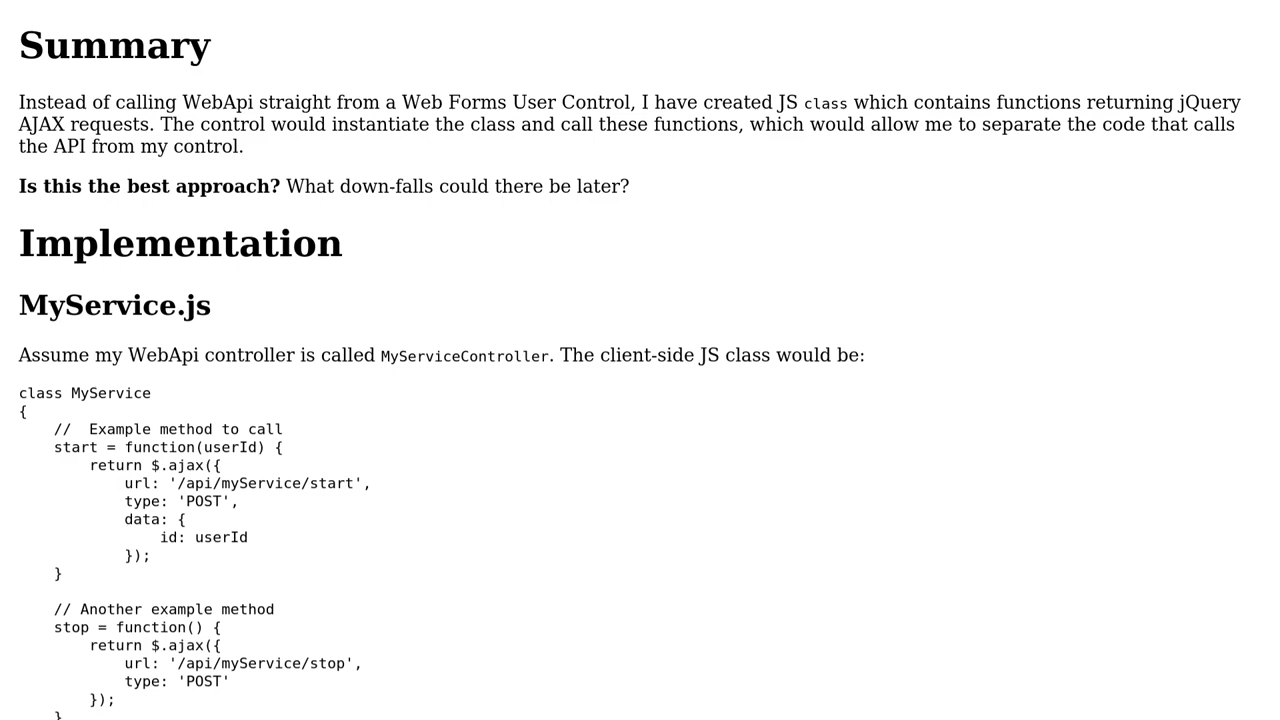 Summary
Instead of calling WebApi straight from a Web Forms User Control, I have created JS class which contains functions returning jQuery
AJAX requests. The control would instantiate the class and call these functions, which would allow me to separate the code that calls
the API from my control.
Is this the best approach? What down-falls could there be later?
Implementation
MyService.js
Assume my WebApi controller is called MyServiceController. The client-side JS class would be:
class MyService
{
    //  Example method to call
    start = function(userId) {
        return $.ajax({
            url: '/api/myService/start',
            type: 'POST',
            data: {
                id: userId
            });
    }

    // Another example method
    stop = function() {
        return $.ajax({
            url: '/api/myService/stop',
            type: 'POST'
        });
    }